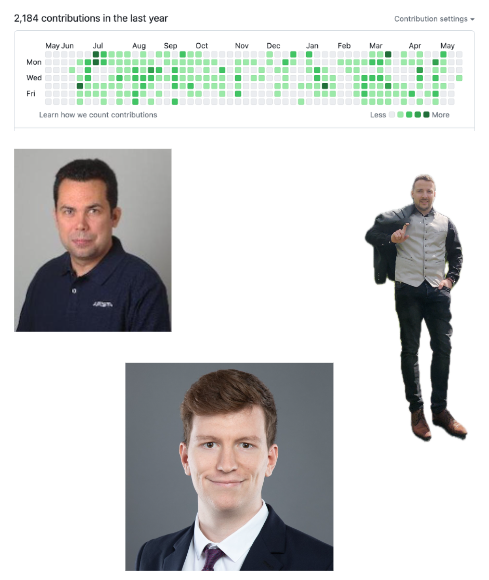 2,184 contributions in the last year
Contribution settings
May Jun Jul Aug Sep Oct Nov Dec Jan Feb Mar Apr May
Mon
Wed
Fri
Learn how we count contributions
Less More